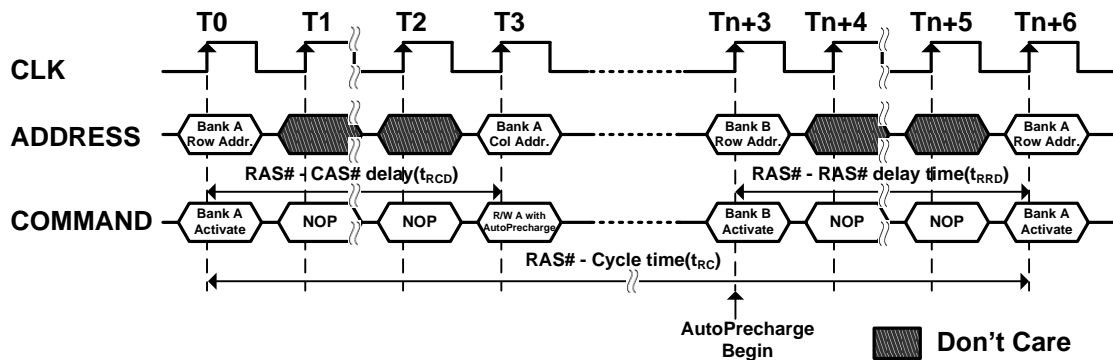 T0 T1 T2 T3 Tn+3 Tn+4 Tn+5 Tn+6
CLK
ADDRESS
Bank A
Row Addr.
Bank A
Col Addr.
Bank B
Row Addr.
Bank A
Row Addr.
RAS# - CAS# delay(tRCD)
RAS# - RAS# delay time(tRRD)
COMMAND
Bank A
Activate
NOP
NOP
R/W A with
AutoPrecharge
Bank B
Activate
NOP
NOP
Bank A
Activate
RAS# - Cycle time(tRC)
AutoPrecharge
Begin
Don't Care